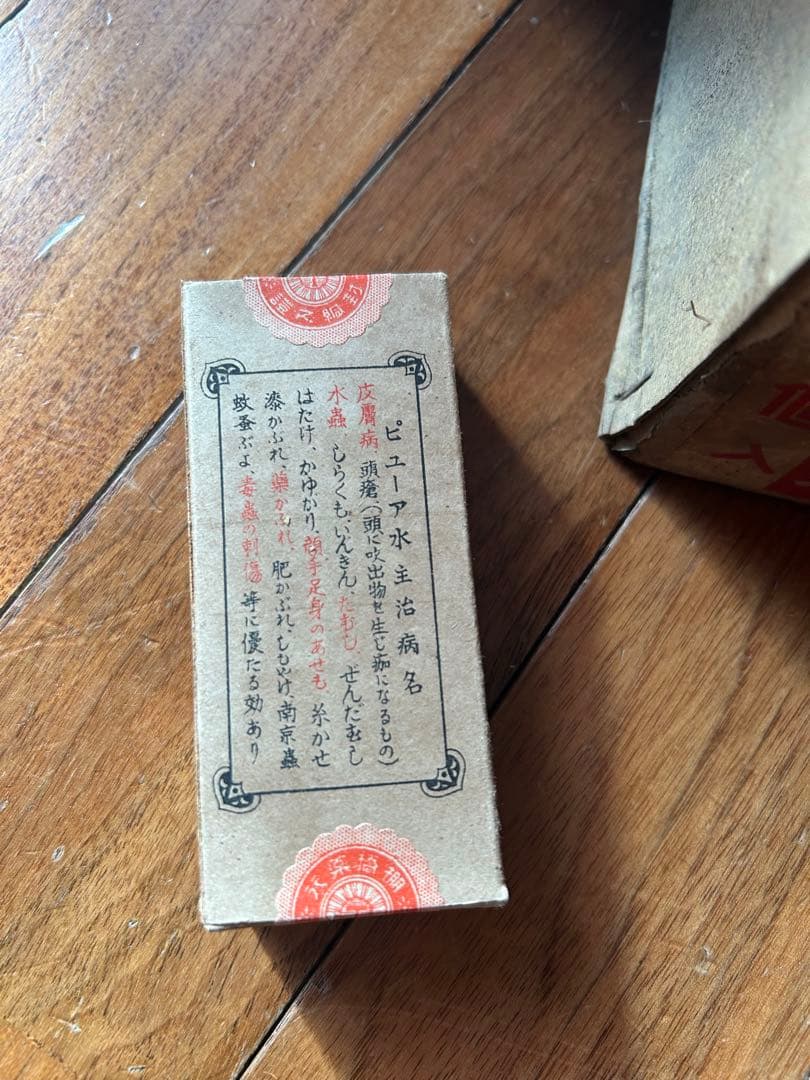 ピューア水主治病名
皮膚病、頭瘡(頭に吹出物を生じ痂になるもの)
水蟲、しらくも、いんきん、たむし、ぜんだむし
はたけ、かゆかり、顔、手足身のあせも、糸かせ
漆かぶれ、薬かぶれ、肥かぶれ、しもやけ、南京蟲
蚊蚤ぶよ、毒蟲の刺傷等に優たる効あり